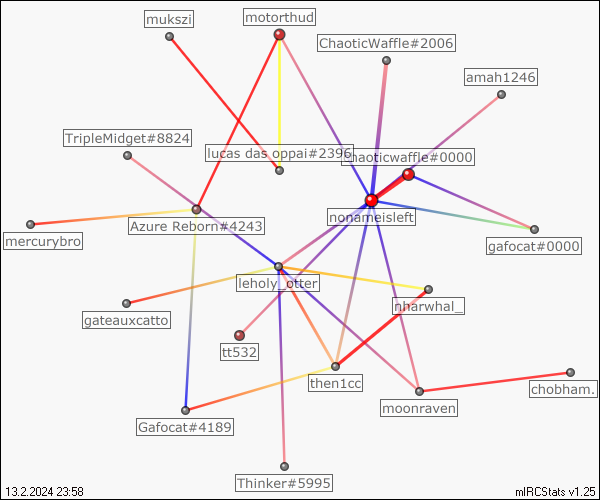 mukszi
motorthud
ChaoticWaffle#2006
amah1246
TripleMidget#8824
lucas das oppai#2396
chaoticwaffle#0000
nonameisleft
Azure Reborn#4243
mercurybro
gafocat#0000
leholy_otter
gateauxcatto
nharwhal_
tt532
then1cc
moonraven
chobham.
Gafocat#4189
Thinker#5995
13.2.2024 23:58
mIRCStats v1.25